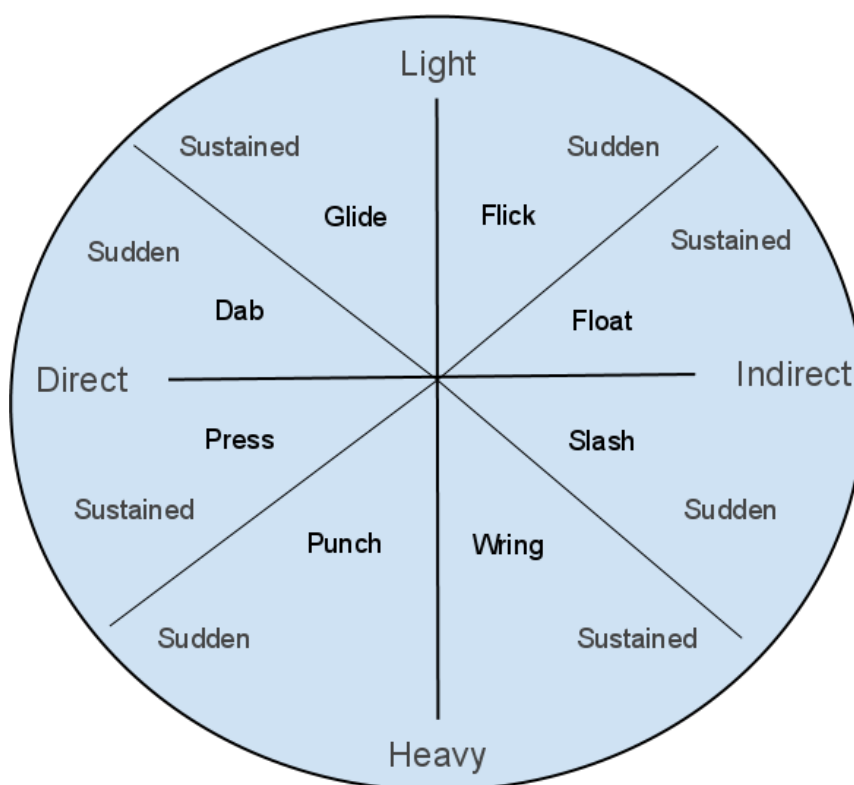 Light
Sustained
Sudden
Glide
Flick
Sudden
Sustained
Dab
Float
Direct
Indirect
Press
Slash
Sustained
Sudden
Punch
Wring
Sudden
Sustained
Heavy